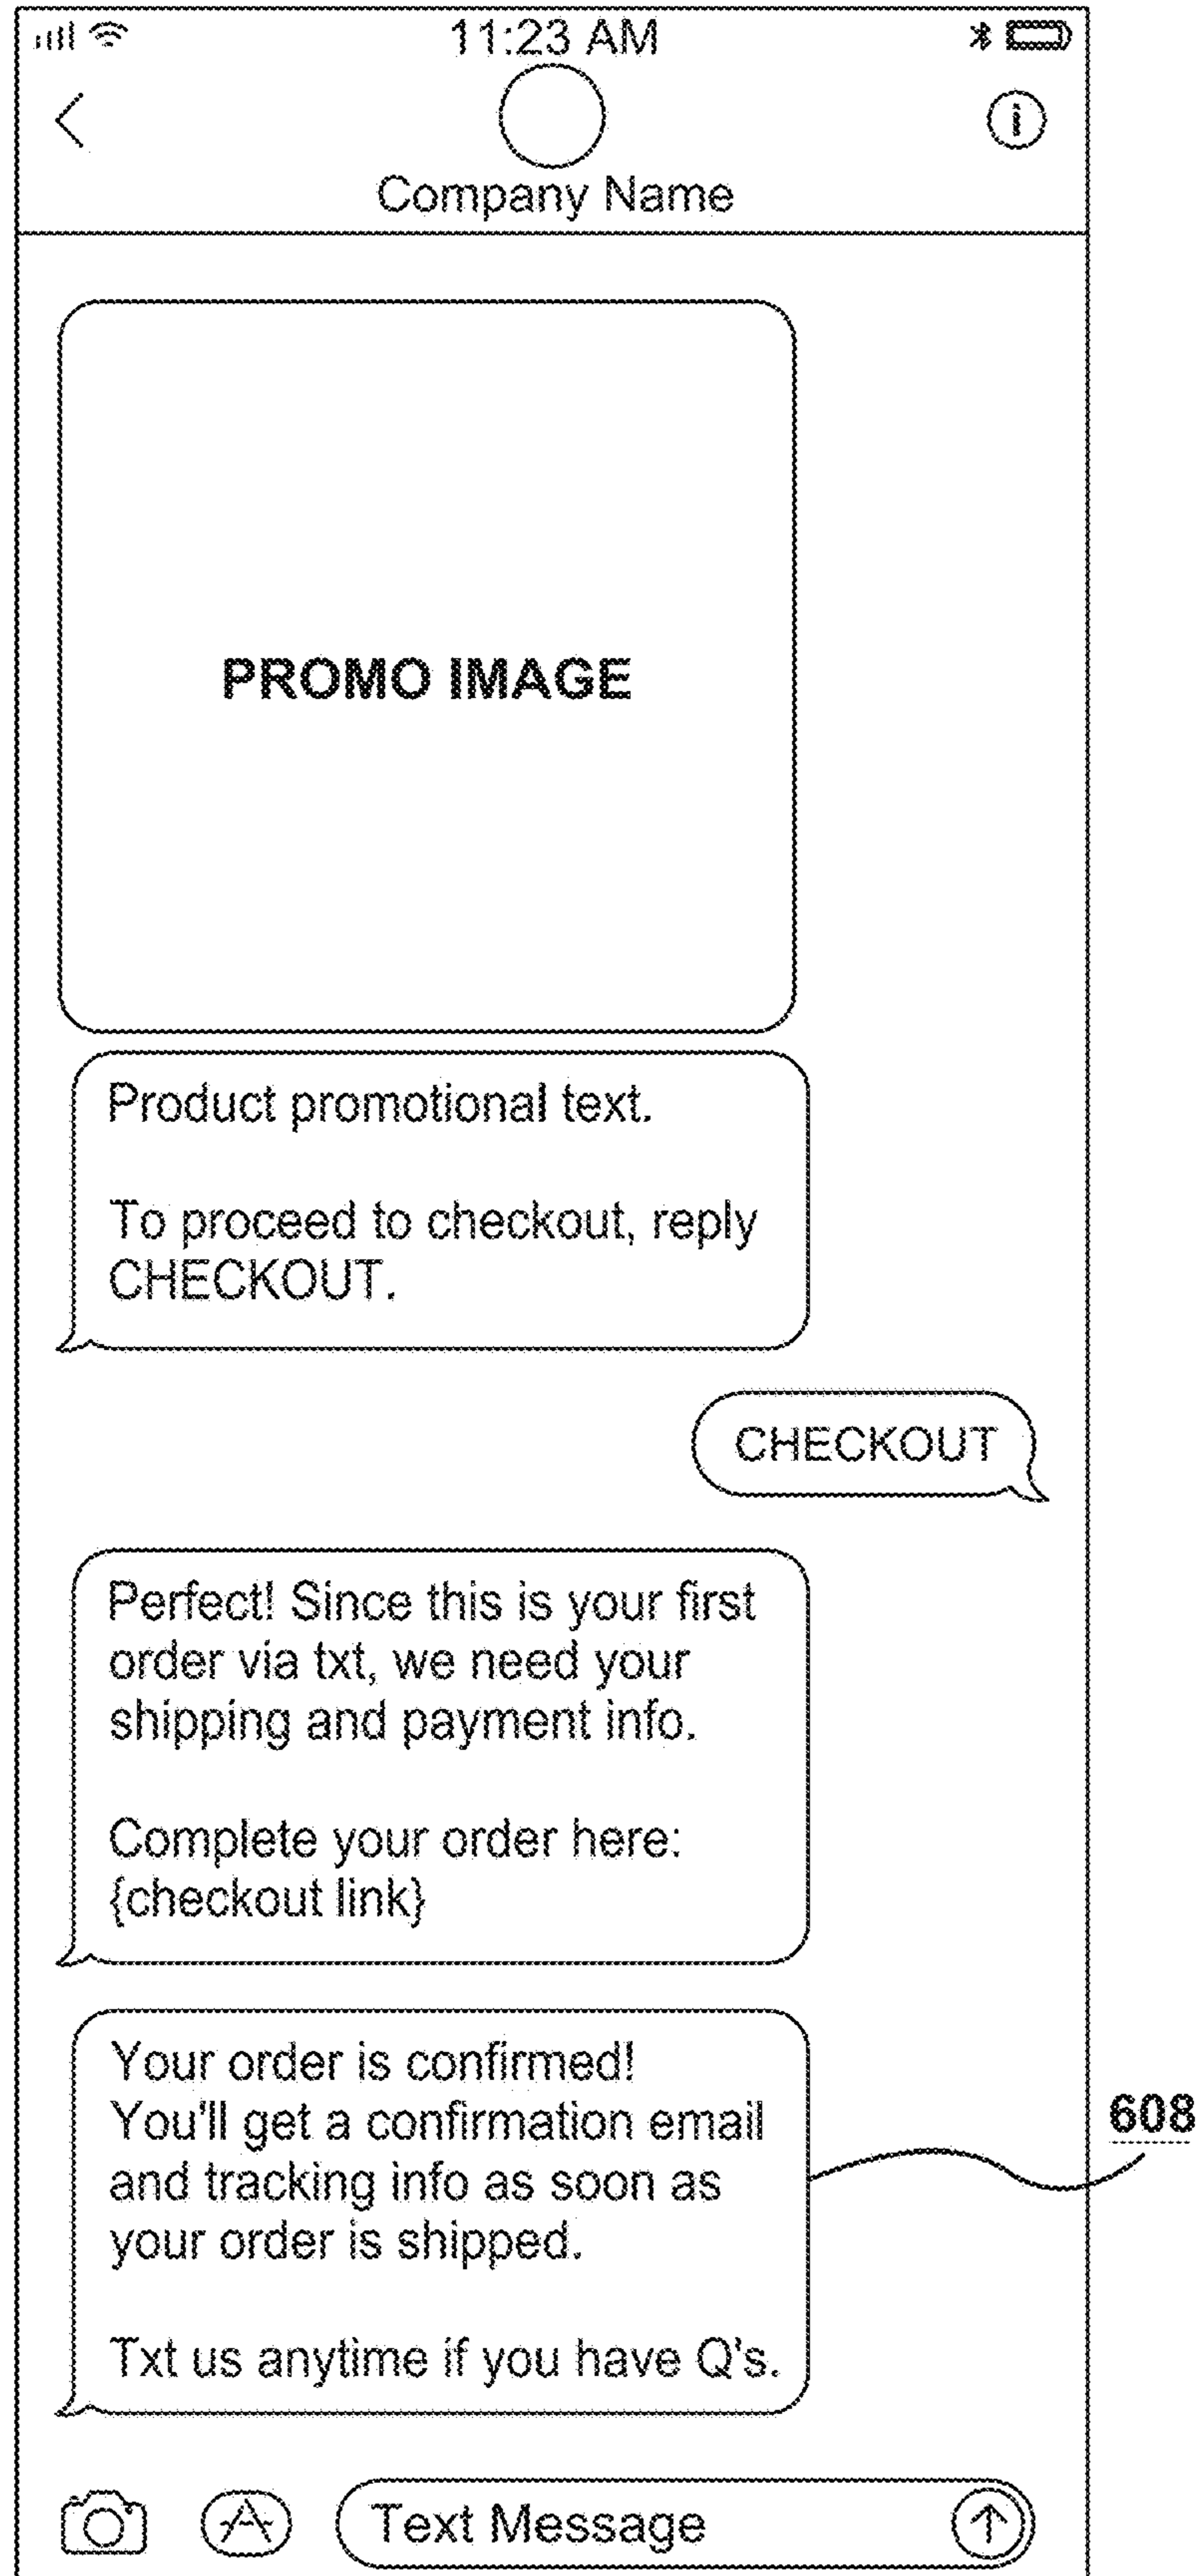 11:23 AM
Company Name
PROMO IMAGE
Product promotional text.
To proceed to checkout, reply
CHECKOUT.
CHECKOUT
Perfect! Since this is your first
order via txt, we need your
shipping and payment info.
Complete your order here:
{checkout link}
Your order is confirmed!
You'll get a confirmation email
and tracking info as soon as
your order is shipped.
Txt us anytime if you have Q's.
608
Text Message